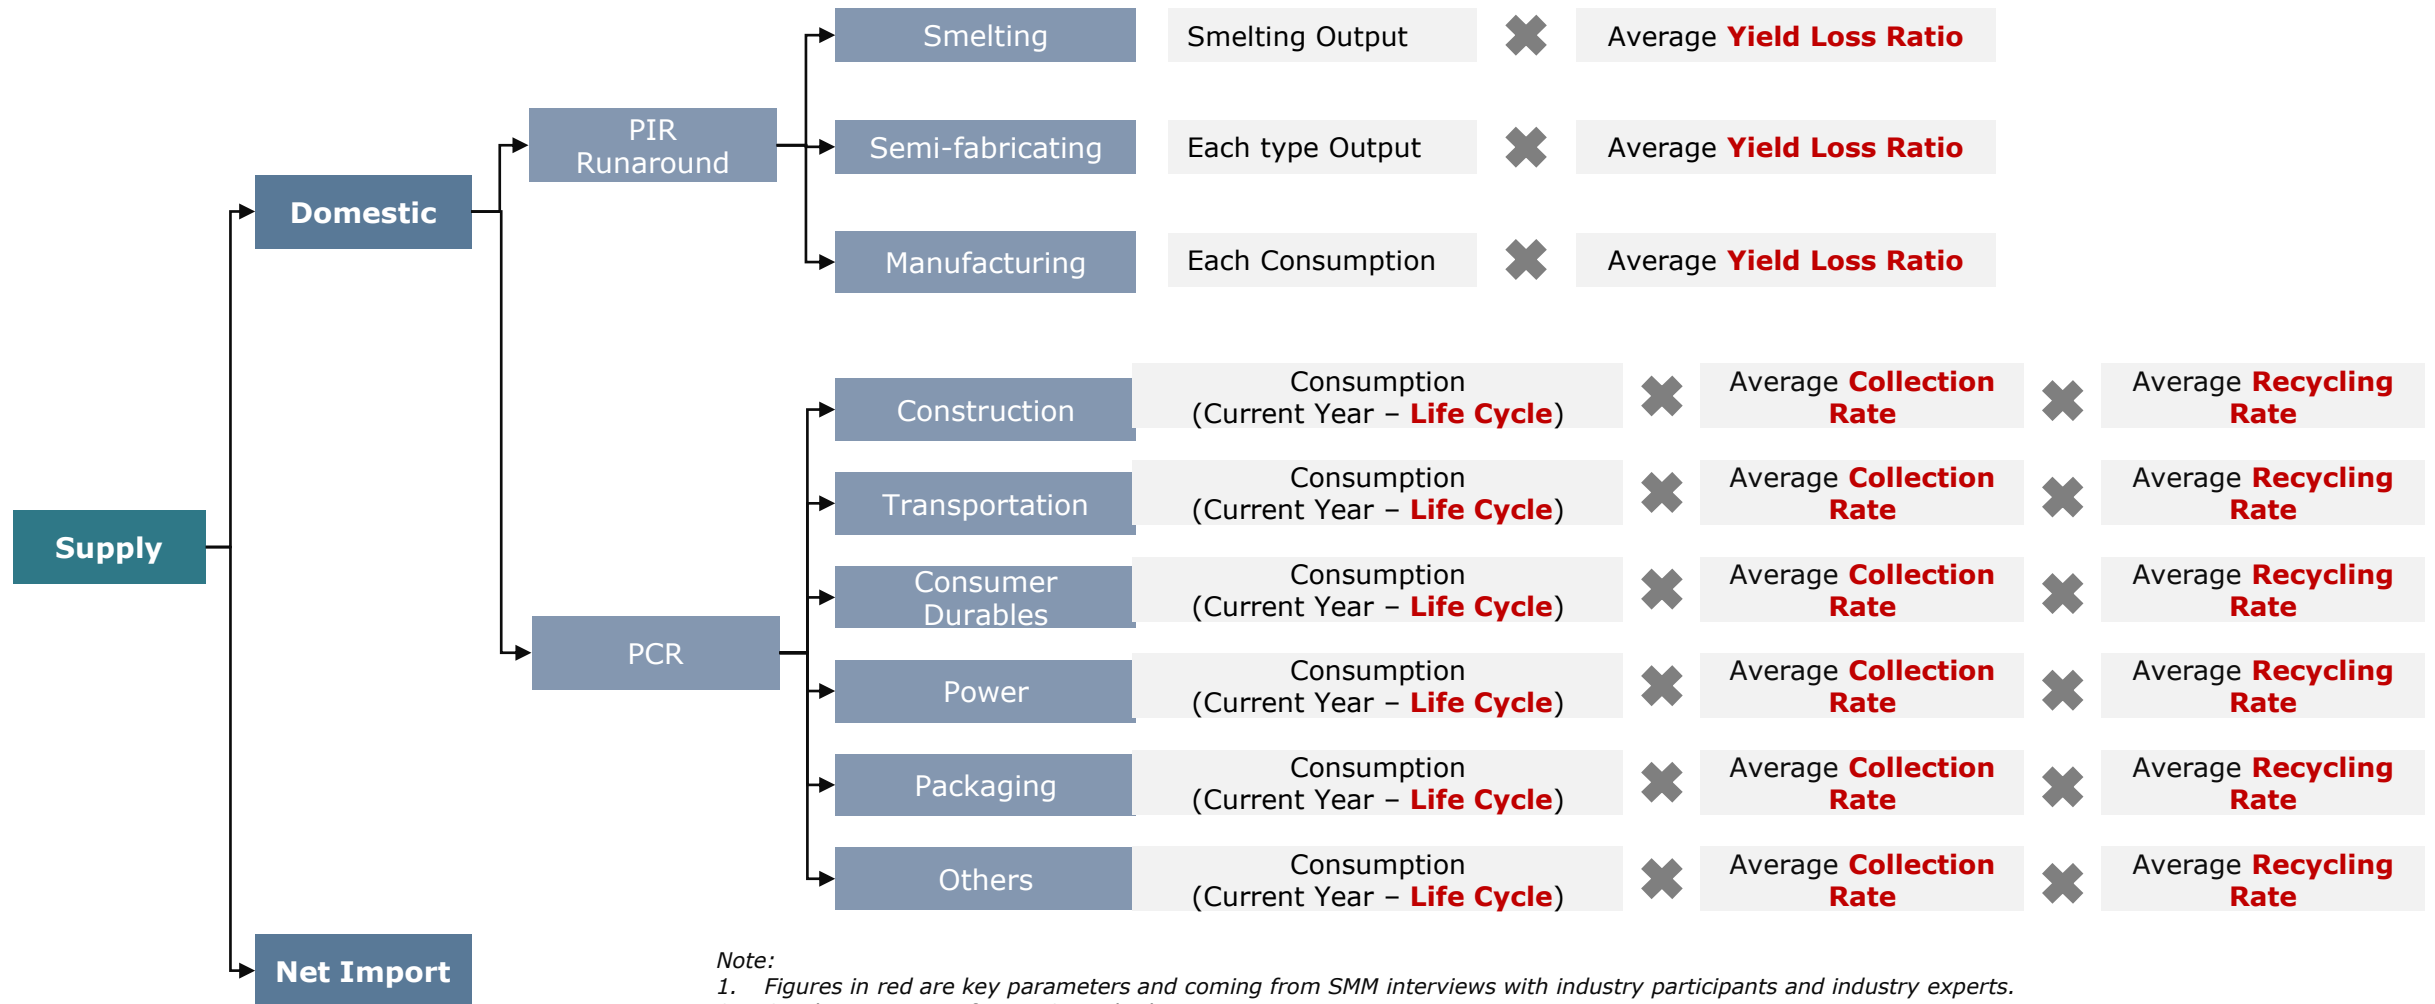 Smelting
Smelting Output
Average Yield Loss Ratio
PIR
Runaround
Semi-fabricating
Each type Output
Average Yield Loss Ratio
Domestic
Manufacturing
Each Consumption
Average Yield Loss Ratio
Construction
Consumption
(Current Year – Life Cycle)
Average Collection
Rate
Average Recycling
Rate
Transportation
Consumption
(Current Year – Life Cycle)
Average Collection
Rate
Average Recycling
Rate
Supply
Consumer
Durables
Consumption
(Current Year – Life Cycle)
Average Collection
Rate
Average Recycling
Rate
PCR
Power
Consumption
(Current Year – Life Cycle)
Average Collection
Rate
Average Recycling
Rate
Packaging
Consumption
(Current Year – Life Cycle)
Average Collection
Rate
Average Recycling
Rate
Others
Consumption
(Current Year – Life Cycle)
Average Collection
Rate
Average Recycling
Rate
Net Import
Note:
1. Figures in red are key parameters and coming from SMM interviews with industry participants and industry experts.